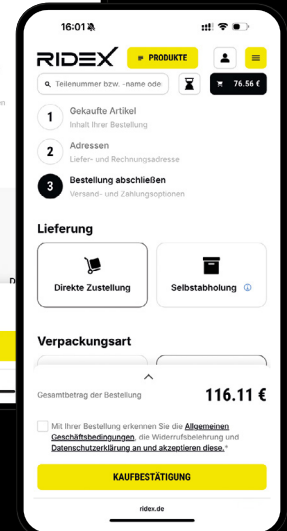 16:01
RIDEX
PRODUKTE
Teilenummer bzw. -name ode
76.56 €
1 Gekaufte Artikel
Inhalt Ihrer Bestellung
2 Adressen
Liefer- und Rechnungsadresse
3 Bestellung abschließen
Versand- und Zahlungsoptionen
Lieferung
Direkte Zustellung
Selbstabholung
Verpackungsart
Gesamtbetrag der Bestellung
116.11 €
Mit Ihrer Bestellung erkennen Sie die Allgemeinen
Geschäftsbedingungen, die Widerrufsbelehrung und
Datenschutzerklärung an und akzeptieren diese.*
KAUFBESTÄTIGUNG
ridex.de